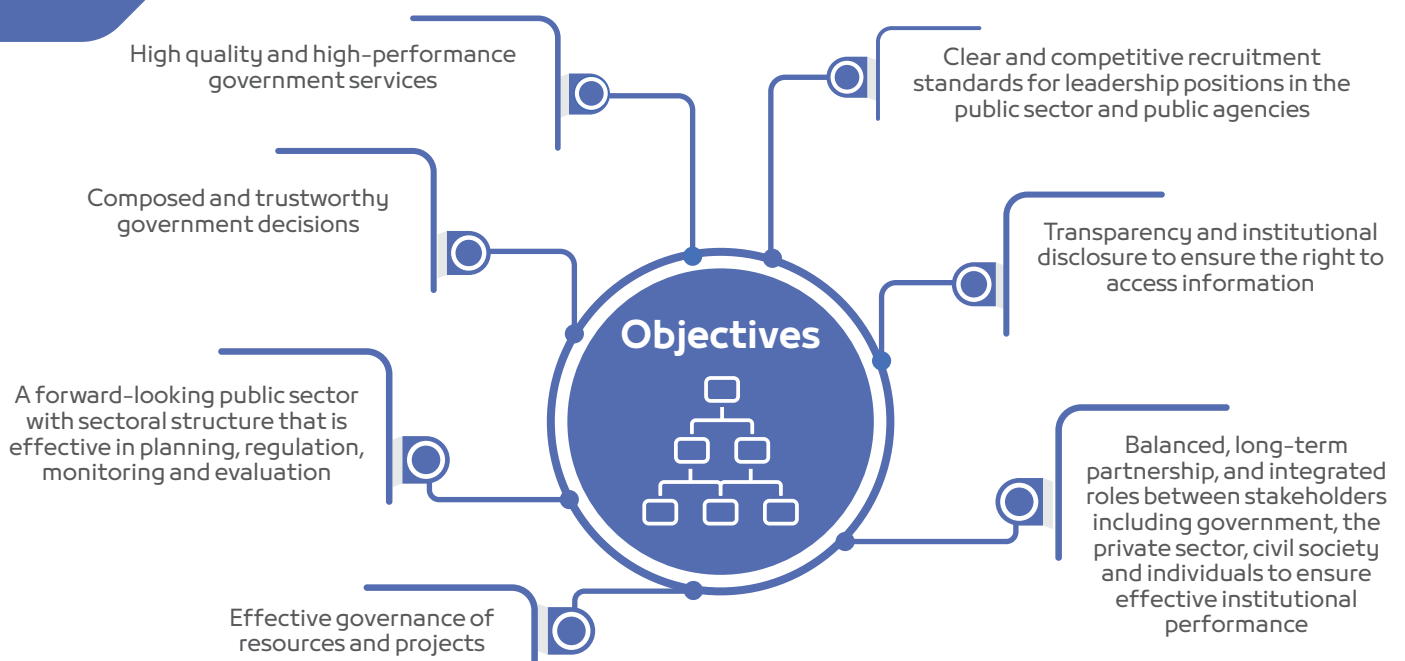 High quality and high-performance
government services
Clear and competitive recruitment
standards for leadership positions in the
public sector and public agencies
Composed and trustworthy
government decisions
Transparency and institutional
disclosure to ensure the right to
access information
Objectives
A forward-looking public sector
with sectoral structure that is
effective in planning, regulation,
monitoring and evaluation
Balanced, long-term
partnership, and integrated
roles between stakeholders
including government, the
private sector, civil society
and individuals to ensure
effective institutional
performance
Effective governance of
resources and projects